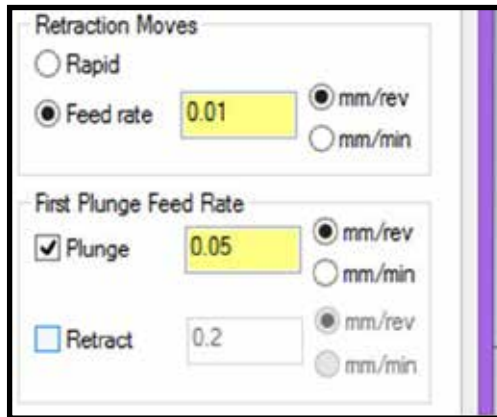 Retraction Moves
Rapid
Feed rate 0.01 mm/rev
mm/min
First Plunge Feed Rate
Plunge 0.05 mm/rev
mm/min
Retract 0.2 mm/rev
mm/min